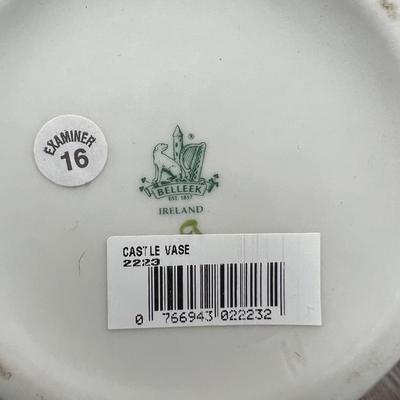 EXAMINER
16
®
BELLEEK
EST. 1857
IRELAND
CASTLE VASE
2223
0 766943 022232